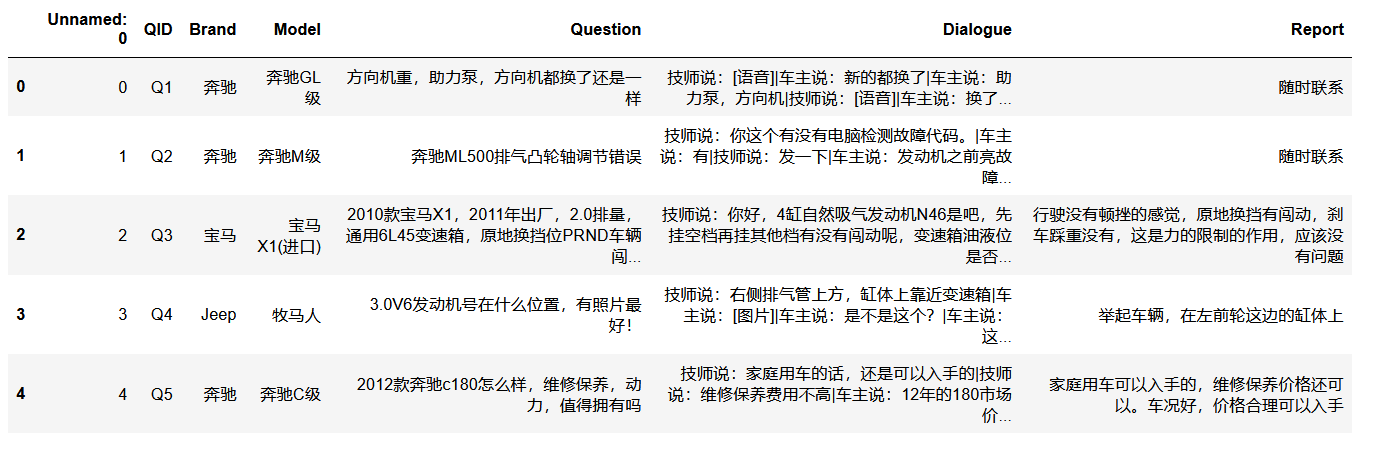 Unnamed: 0 QID Brand Model Question Dialogue Report
0 0 Q1 奔驰 奔驰GL级 方向机重，助力泵，方向机都换了还是一样 技师说：[语音]|车主说：新的都换了|车主说：助力泵，方向机|技师说：[语音]|车主说：换了... 随时联系
1 1 Q2 奔驰 奔驰M级 奔驰ML500排气凸轮轴调节错误 技师说：你这个有没有电脑检测故障代码。|车主说：有|技师说：发一下|车主说：发动机之前亮故障... 随时联系
2 2 Q3 宝马 宝马X1(进口) 2010款宝马X1，2011年出厂，2.0排量，通用6L45变速箱，原地换挡位PRND车辆闯... 技师说：你好，4缸自然吸气发动机N46是吧，先挂空档再挂其他档有没有闯动呢，变速箱油液位是否... 行驶没有顿挫的感觉，原地换挡有闯动，刹车踩重没有，这是力的限制的作用，应该没有问题
3 3 Q4 Jeep 牧马人 3.0V6发动机号在什么位置，有照片最好！ 技师说：右侧排气管上方，缸体上靠近变速箱|车主说：[图片]|车主说：是不是这个？|车主说：这... 举起车辆，在左前轮这边的缸体上
4 4 Q5 奔驰 奔驰C级 2012款奔驰c180怎么样，维修保养，动力，值得拥有吗 技师说：家庭用车的话，还是可以入手的|技师说：维修保养费用不高|车主说：12年的180市场价... 家庭用车可以入手的，维修保养价格还可以。车况好，价格合理可以入手